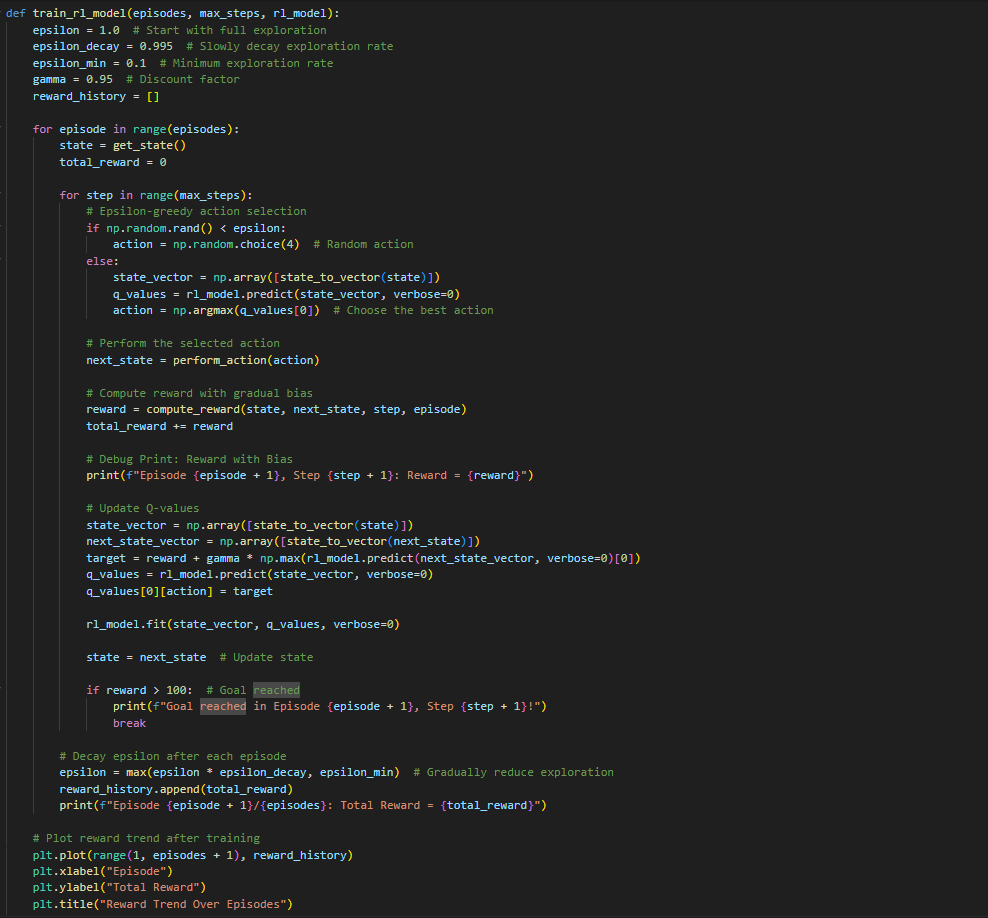 def train_rl_model(episodes, max_steps, rl_model):
    epsilon = 1.0  # Start with full exploration
    epsilon_decay = 0.995  # Slowly decay exploration rate
    epsilon_min = 0.1  # Minimum exploration rate
    gamma = 0.95  # Discount factor
    reward_history = []

    for episode in range(episodes):
        state = get_state()
        total_reward = 0

        for step in range(max_steps):
            # Epsilon-greedy action selection
            if np.random.rand() < epsilon:
                action = np.random.choice(4)  # Random action
            else:
                state_vector = np.array([state_to_vector(state)])
                q_values = rl_model.predict(state_vector, verbose=0)
                action = np.argmax(q_values[0])  # Choose the best action

            # Perform the selected action
            next_state = perform_action(action)

            # Compute reward with gradual bias
            reward = compute_reward(state, next_state, step, episode)
            total_reward += reward

            # Debug Print: Reward with Bias
            print(f"Episode {episode + 1}, Step {step + 1}: Reward = {reward}")

            # Update Q-values
            state_vector = np.array([state_to_vector(state)])
            next_state_vector = np.array([state_to_vector(next_state)])
            target = reward + gamma * np.max(rl_model.predict(next_state_vector, verbose=0)[0])
            q_values = rl_model.predict(state_vector, verbose=0)
            q_values[0][action] = target

            rl_model.fit(state_vector, q_values, verbose=0)

            state = next_state  # Update state

            if reward > 100:  # Goal reached
                print(f"Goal reached in Episode {episode + 1}, Step {step + 1}!")
                break

        # Decay epsilon after each episode
        epsilon = max(epsilon * epsilon_decay, epsilon_min)  # Gradually reduce exploration
        reward_history.append(total_reward)
        print(f"Episode {episode + 1}/{episodes}: Total Reward = {total_reward}")

    # Plot reward trend after training
    plt.plot(range(1, episodes + 1), reward_history)
    plt.xlabel("Episode")
    plt.ylabel("Total Reward")
    plt.title("Reward Trend Over Episodes")